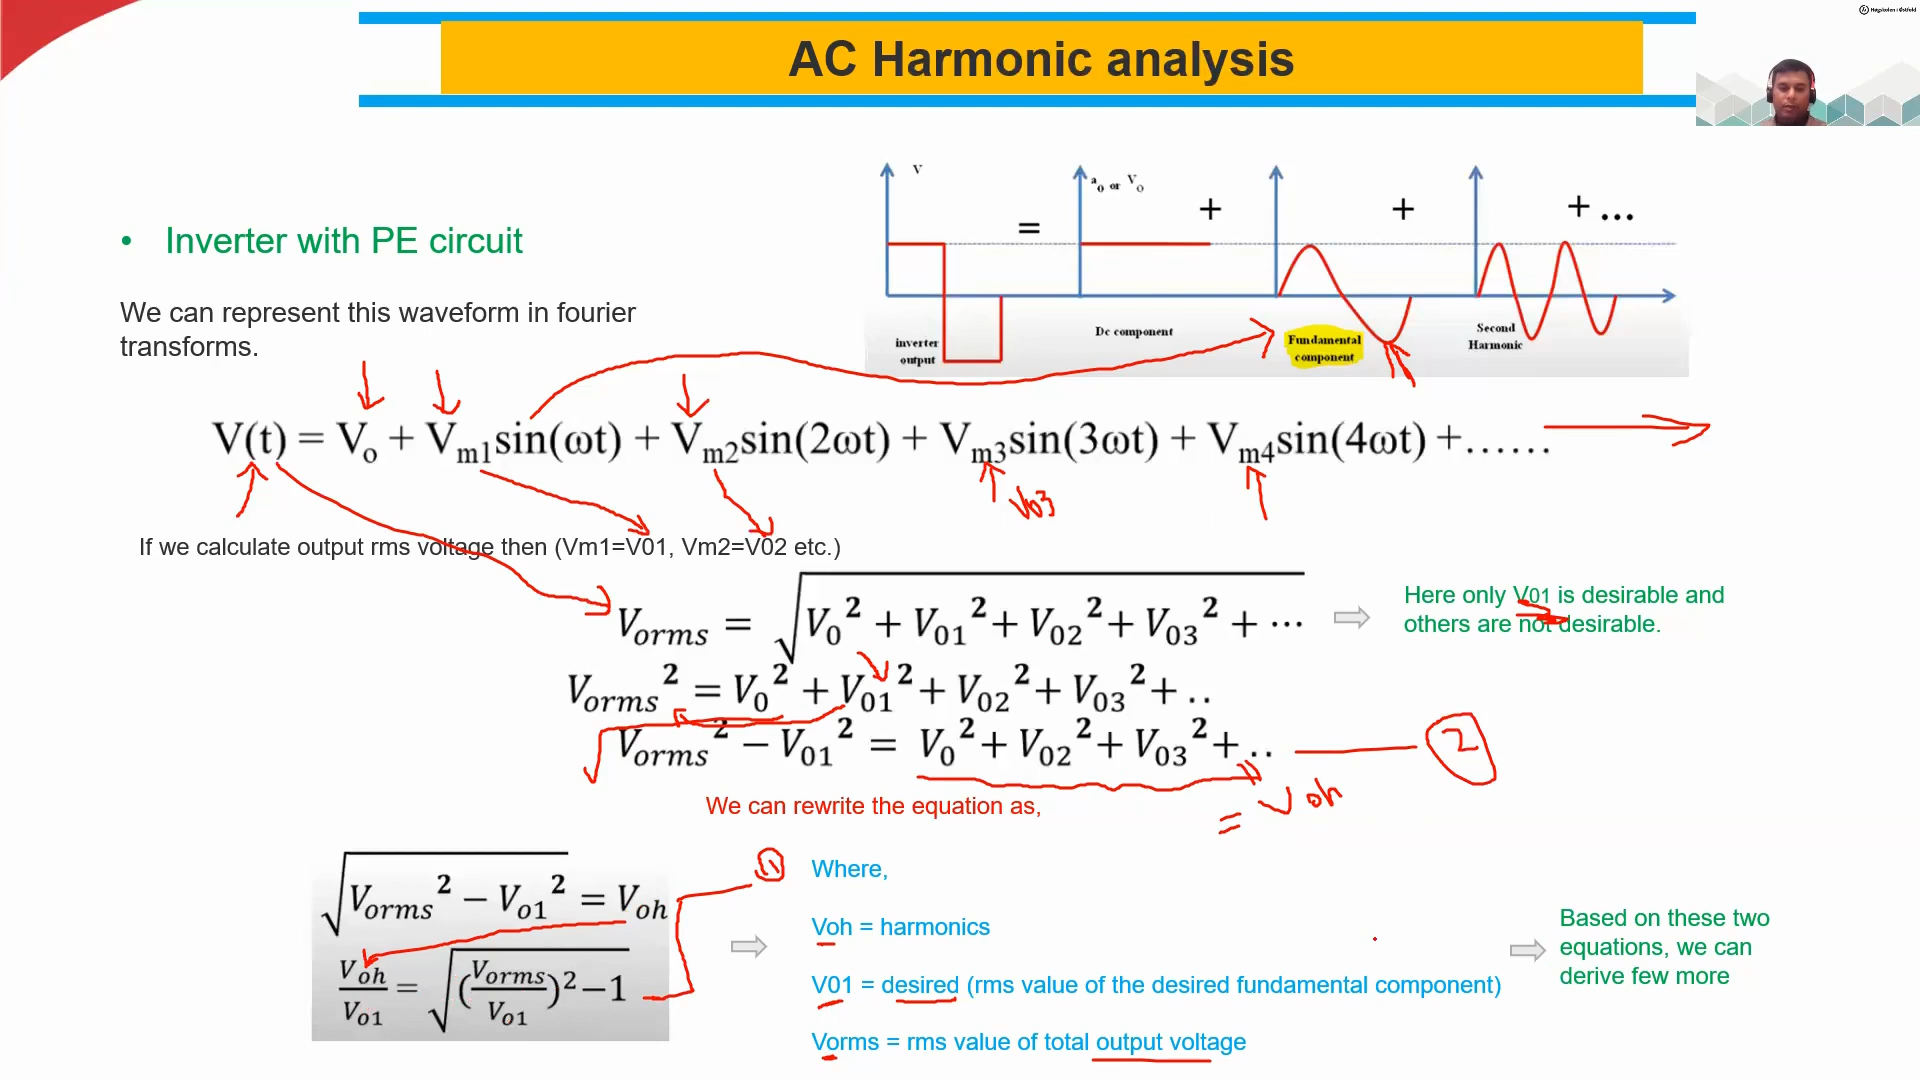 Høgskolen i Østfold
AC Harmonic analysis
V
a₀ or V₀
=
+
+
+ ...
inverter
output
Dc component
Fundamental
component
Second
Harmonic
• Inverter with PE circuit
We can represent this waveform in fourier
transforms.
V(t) = Vₒ + Vₘ₁sin(ωt) + Vₘ₂sin(2ωt) + Vₘ₃sin(3ωt) + Vₘ₄sin(4ωt) +......
V03
If we calculate output rms voltage then (Vm1=V01, Vm2=V02 etc.)
Vorms = √V₀² + V₀₁² + V₀₂² + V₀₃² + ⋯
Here only V01 is desirable and
others are not desirable.
Vorms² = V₀² + V₀₁² + V₀₂² + V₀₃² + ..
Vorms² − V₀₁² = V₀² + V₀₂² + V₀₃² + ..
2
= Voh
We can rewrite the equation as,
√Vorms² − Vo1² = Voh
Voh/Vo1 = √(Vorms/Vo1)² − 1
1
Where,
Voh = harmonics
V01 = desired (rms value of the desired fundamental component)
Vorms = rms value of total output voltage
Based on these two
equations, we can
derive few more